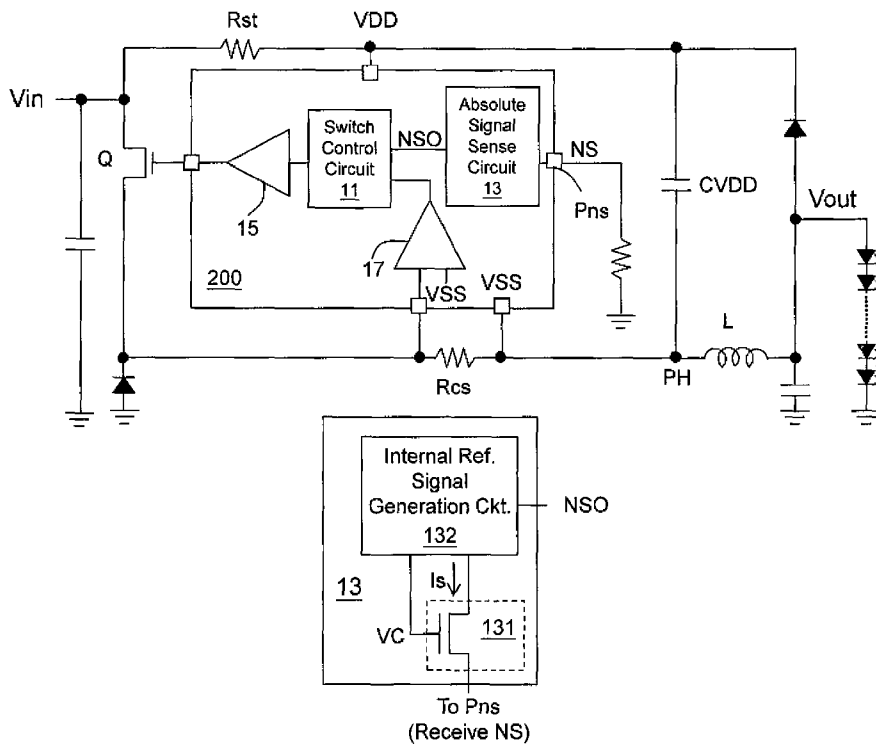 Rst
VDD
Vin
Q
Switch
Control
Circuit
11
NSO
Absolute
Signal
Sense
Circuit
13
NS
Pns
15
17
200
VSS
VSS
CVDD
Vout
L
Rcs
PH
Internal Ref.
Signal
Generation Ckt.
132
NSO
13
Is
131
VC
To Pns
(Receive NS)